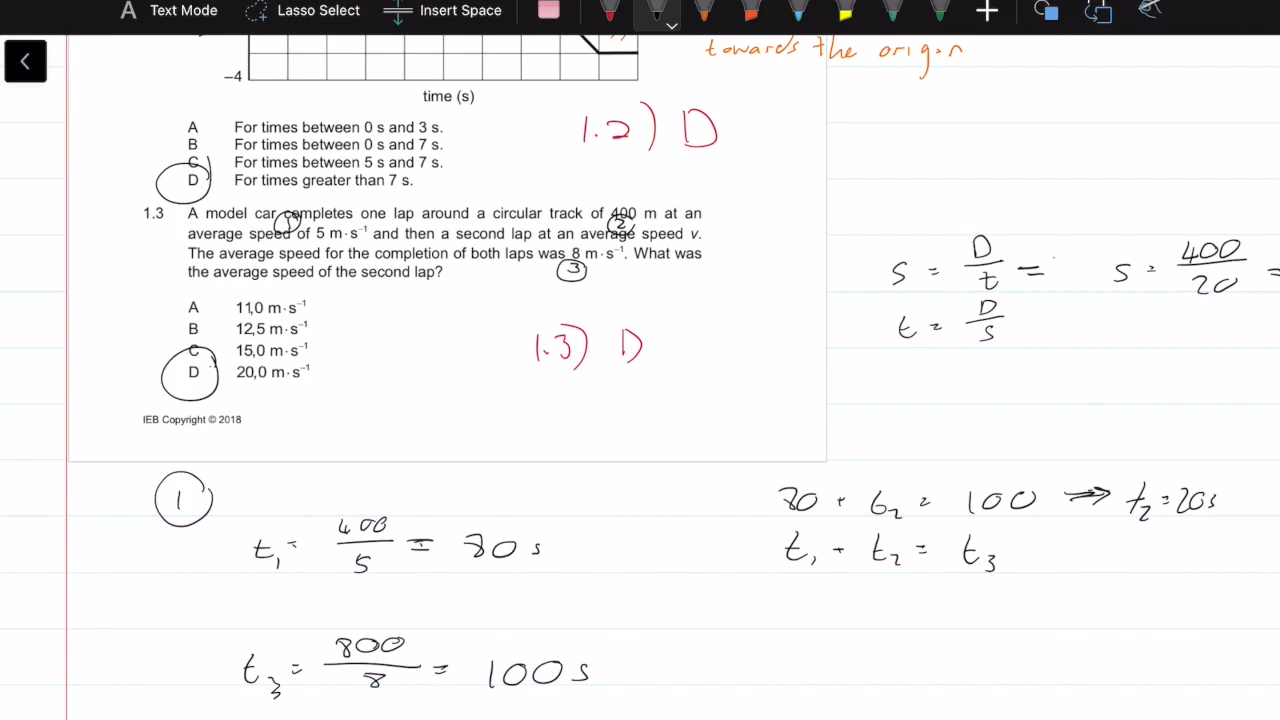 Text Mode Lasso Select Insert Space
towards the origin
–4
time (s)
A For times between 0 s and 3 s.
B For times between 0 s and 7 s.
C For times between 5 s and 7 s.
D For times greater than 7 s.
1.2) D
1.3 A model car completes one lap around a circular track of 400 m at an
average speed of 5 m·s⁻¹ and then a second lap at an average speed v.
The average speed for the completion of both laps was 8 m·s⁻¹. What was
the average speed of the second lap?
1
2
3
A 11,0 m·s⁻¹
B 12,5 m·s⁻¹
C 15,0 m·s⁻¹
D 20,0 m·s⁻¹
1.3) D
IEB Copyright © 2018
s = D/t =
s = 400/20 =
t = D/s
1
t₁ = 400/5 = 80 s
80 + t₂ = 100 → t₂ = 20s
t₁ + t₂ = t₃
t₃ = 800/8 = 100 s